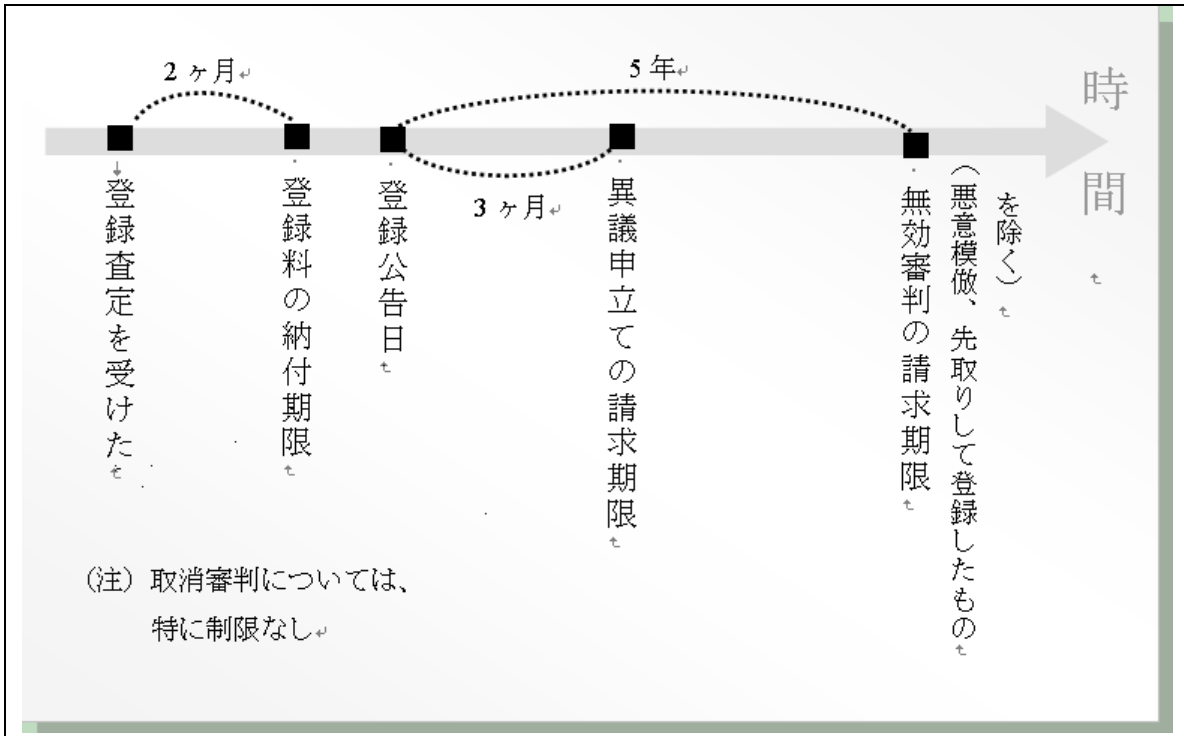 2 ヶ月
5 年
時間
3 ヶ月
登録査定を受けた
登録料の納付期限
登録公告日
異議申立ての請求期限
無効審判の請求期限
（悪意模倣、先取りして登録したもの
を除く）
（注）取消審判については、
特に制限なし